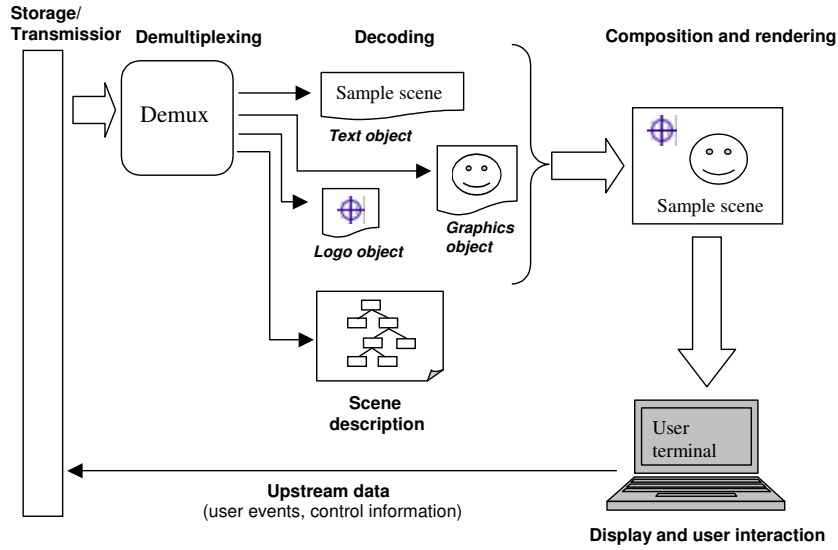 Storage/
Transmission
Demultiplexing
Decoding
Composition and rendering
Demux
Sample scene
Text object
Logo object
Graphics
object
Sample scene
Scene
description
User
terminal
Upstream data
(user events, control information)
Display and user interaction